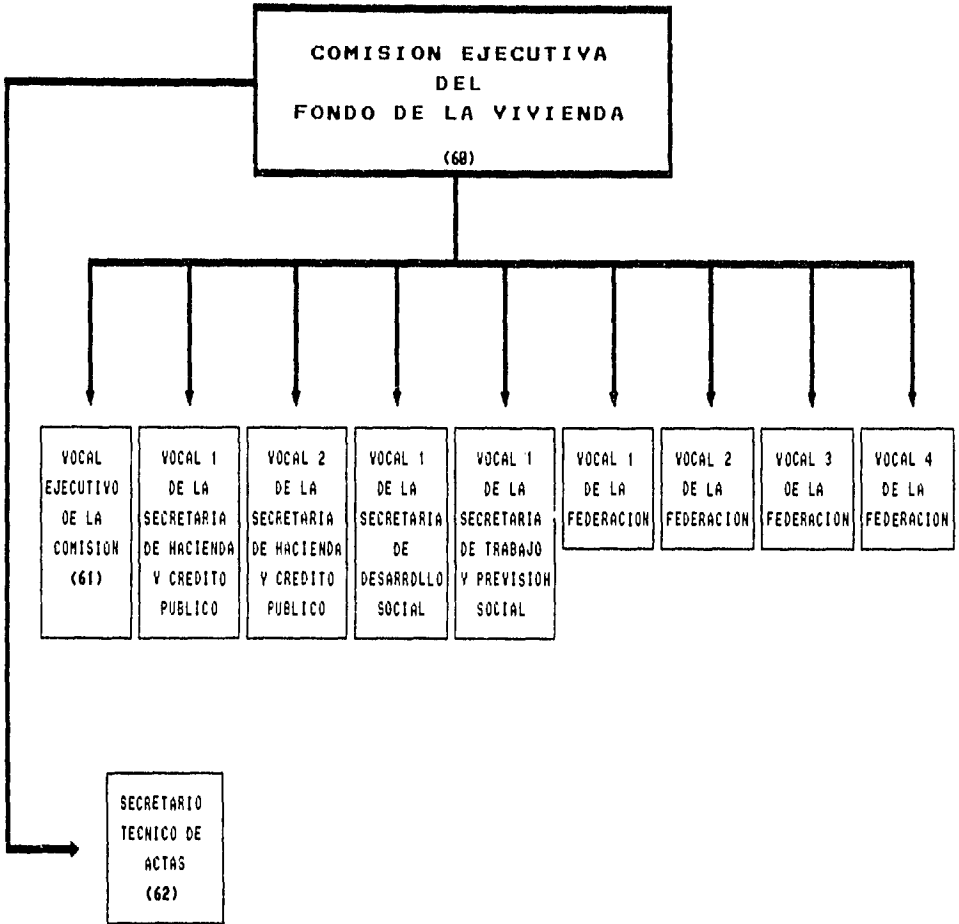 COMISION EJECUTIVA
DEL
FONDO DE LA VIVIENDA
(60)
VOCAL
EJECUTIVO
DE LA
COMISION
(61)
VOCAL 1
DE LA
SECRETARIA
DE HACIENDA
Y CREDITO
PUBLICO
VOCAL 2
DE LA
SECRETARIA
DE HACIENDA
Y CREDITO
PUBLICO
VOCAL 1
DE LA
SECRETARIA
DE
DESARROLLO
SOCIAL
VOCAL 1
DE LA
SECRETARIA
DE TRABAJO
Y PREVISION
SOCIAL
VOCAL 1
DE LA
FEDERACION
VOCAL 2
DE LA
FEDERACION
VOCAL 3
DE LA
FEDERACION
VOCAL 4
DE LA
FEDERACION
SECRETARIO
TECNICO DE
ACTAS
(62)